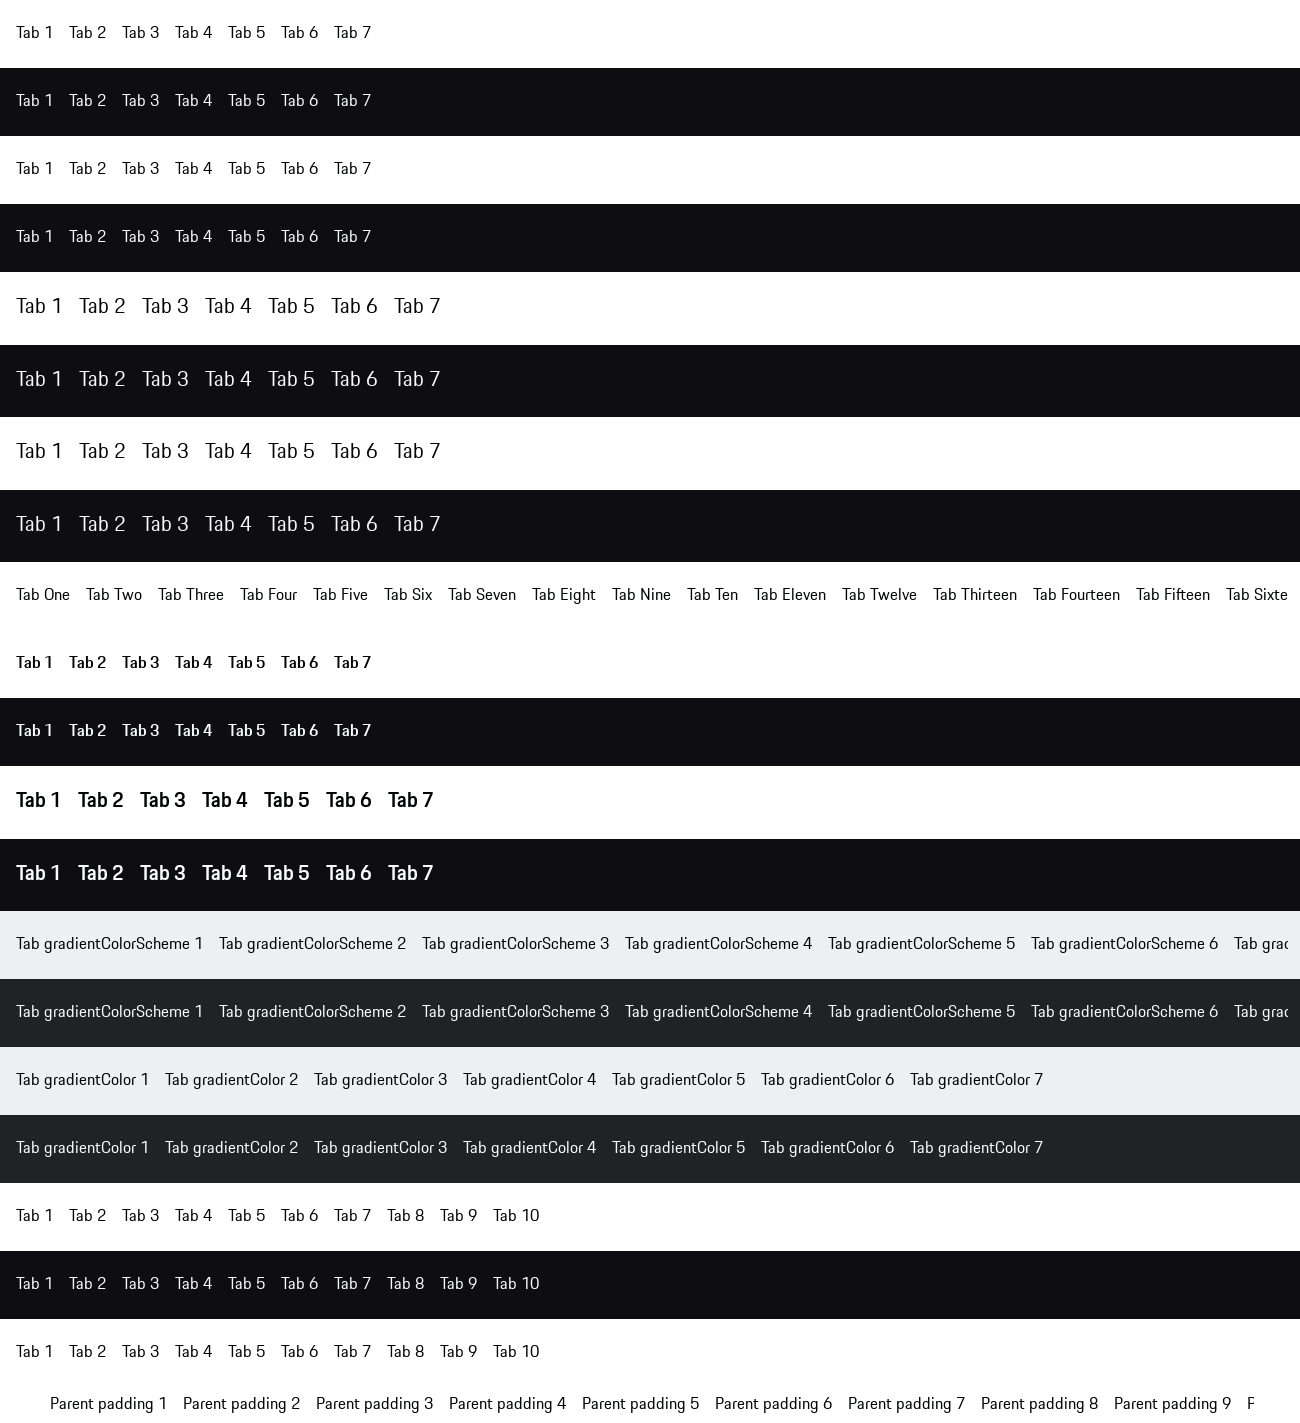 Tab 1 Tab 2 Tab 3 Tab 4 Tab 5 Tab 6 Tab 7
Tab 1 Tab 2 Tab 3 Tab 4 Tab 5 Tab 6 Tab 7
Tab 1 Tab 2 Tab 3 Tab 4 Tab 5 Tab 6 Tab 7
Tab 1 Tab 2 Tab 3 Tab 4 Tab 5 Tab 6 Tab 7
Tab 1 Tab 2 Tab 3 Tab 4 Tab 5 Tab 6 Tab 7
Tab 1 Tab 2 Tab 3 Tab 4 Tab 5 Tab 6 Tab 7
Tab 1 Tab 2 Tab 3 Tab 4 Tab 5 Tab 6 Tab 7
Tab 1 Tab 2 Tab 3 Tab 4 Tab 5 Tab 6 Tab 7
Tab One Tab Two Tab Three Tab Four Tab Five Tab Six Tab Seven Tab Eight Tab Nine Tab Ten Tab Eleven Tab Twelve Tab Thirteen Tab Fourteen Tab Fifteen Tab Sixte
Tab 1 Tab 2 Tab 3 Tab 4 Tab 5 Tab 6 Tab 7
Tab 1 Tab 2 Tab 3 Tab 4 Tab 5 Tab 6 Tab 7
Tab 1 Tab 2 Tab 3 Tab 4 Tab 5 Tab 6 Tab 7
Tab 1 Tab 2 Tab 3 Tab 4 Tab 5 Tab 6 Tab 7
Tab gradientColorScheme 1 Tab gradientColorScheme 2 Tab gradientColorScheme 3 Tab gradientColorScheme 4 Tab gradientColorScheme 5 Tab gradientColorScheme 6 Tab grad
Tab gradientColorScheme 1 Tab gradientColorScheme 2 Tab gradientColorScheme 3 Tab gradientColorScheme 4 Tab gradientColorScheme 5 Tab gradientColorScheme 6 Tab grad
Tab gradientColor 1 Tab gradientColor 2 Tab gradientColor 3 Tab gradientColor 4 Tab gradientColor 5 Tab gradientColor 6 Tab gradientColor 7
Tab gradientColor 1 Tab gradientColor 2 Tab gradientColor 3 Tab gradientColor 4 Tab gradientColor 5 Tab gradientColor 6 Tab gradientColor 7
Tab 1 Tab 2 Tab 3 Tab 4 Tab 5 Tab 6 Tab 7 Tab 8 Tab 9 Tab 10
Tab 1 Tab 2 Tab 3 Tab 4 Tab 5 Tab 6 Tab 7 Tab 8 Tab 9 Tab 10
Tab 1 Tab 2 Tab 3 Tab 4 Tab 5 Tab 6 Tab 7 Tab 8 Tab 9 Tab 10
Parent padding 1 Parent padding 2 Parent padding 3 Parent padding 4 Parent padding 5 Parent padding 6 Parent padding 7 Parent padding 8 Parent padding 9